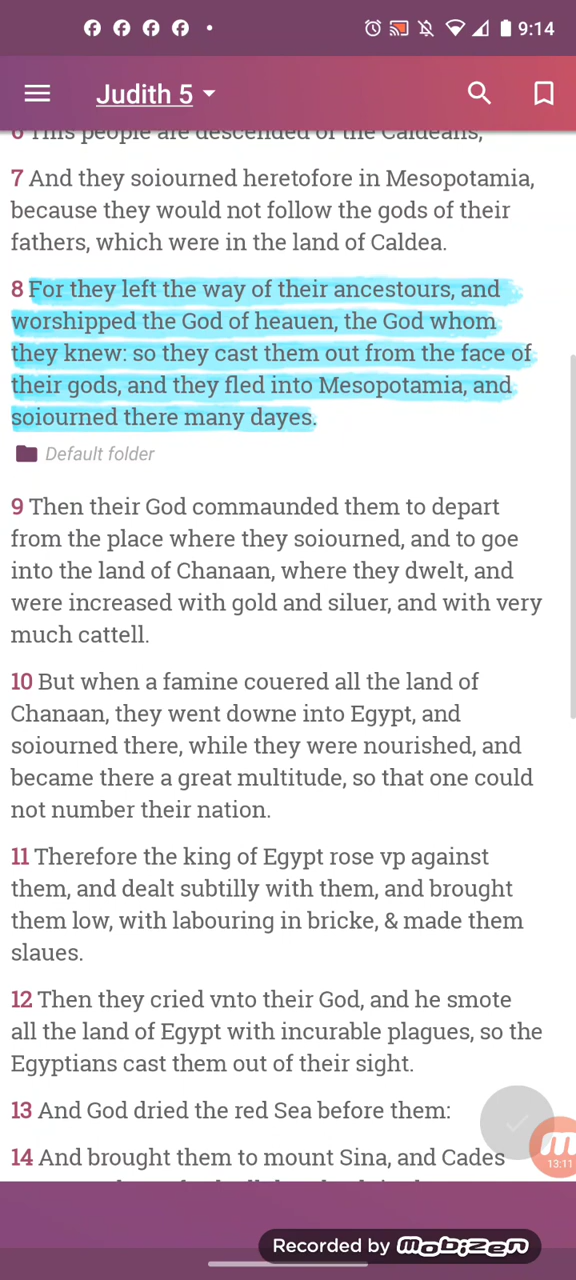 9:14
Judith 5
6 This people are descended of the Caldeans,
7 And they soiourned heretofore in Mesopotamia,
because they would not follow the gods of their
fathers, which were in the land of Caldea.
8 For they left the way of their ancestours, and
worshipped the God of heauen, the God whom
they knew: so they cast them out from the face of
their gods, and they fled into Mesopotamia, and
soiourned there many dayes.
Default folder
9 Then their God commaunded them to depart
from the place where they soiourned, and to goe
into the land of Chanaan, where they dwelt, and
were increased with gold and siluer, and with very
much cattell.
10 But when a famine couered all the land of
Chanaan, they went downe into Egypt, and
soiourned there, while they were nourished, and
became there a great multitude, so that one could
not number their nation.
11 Therefore the king of Egypt rose vp against
them, and dealt subtilly with them, and brought
them low, with labouring in bricke, & made them
slaues.
12 Then they cried vnto their God, and he smote
all the land of Egypt with incurable plagues, so the
Egyptians cast them out of their sight.
13 And God dried the red Sea before them:
14 And brought them to mount Sina, and Cades
13:11
Recorded by mobizen